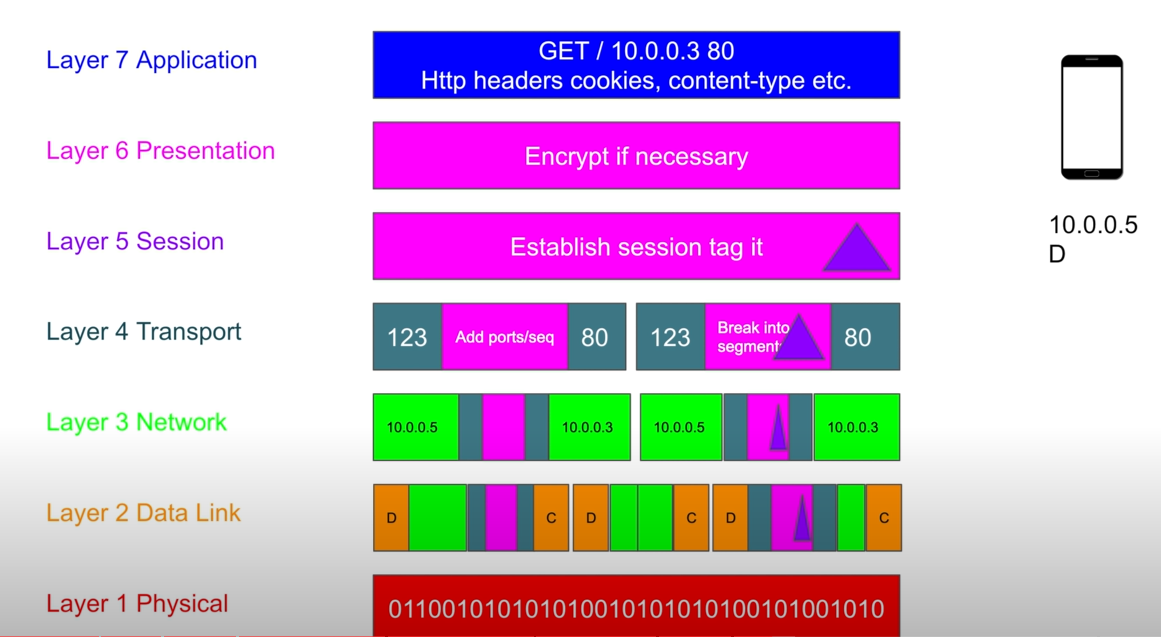 Layer 7 Application
GET / 10.0.0.3 80
Http headers cookies, content-type etc.
Layer 6 Presentation
Encrypt if necessary
Layer 5 Session
Establish session tag it
10.0.0.5
D
Layer 4 Transport
123 Add ports/seq 80 123 Break into 80
segment
Layer 3 Network
10.0.0.5 10.0.0.3 10.0.0.5 10.0.0.3
Layer 2 Data Link
D C D C D C
Layer 1 Physical
0110010101010100101010101001010​01010